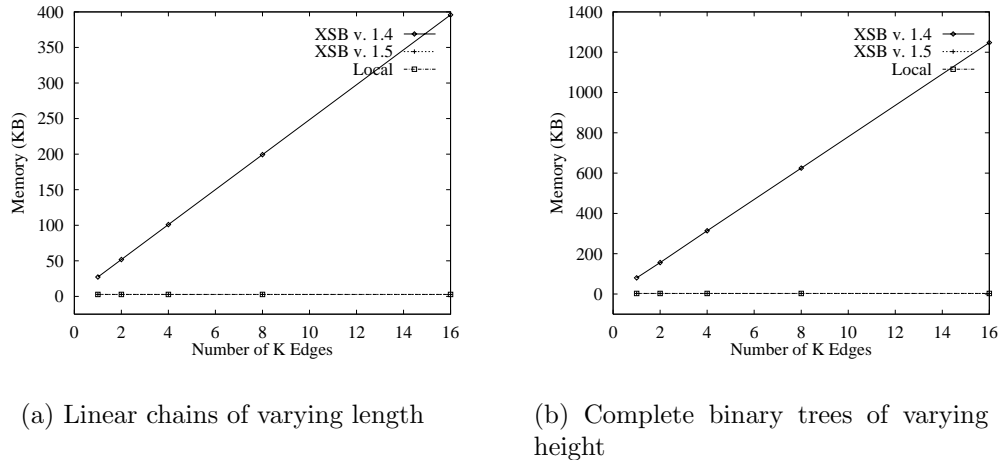 400
350
300
250
200
150
100
50
0
Memory (KB)
0 2 4 6 8 10 12 14 16
Number of K Edges
XSB v. 1.4
XSB v. 1.5
Local
(a) Linear chains of varying length
1400
1200
1000
800
600
400
200
0
Memory (KB)
0 2 4 6 8 10 12 14 16
Number of K Edges
XSB v. 1.4
XSB v. 1.5
Local
(b) Complete binary trees of varying
height